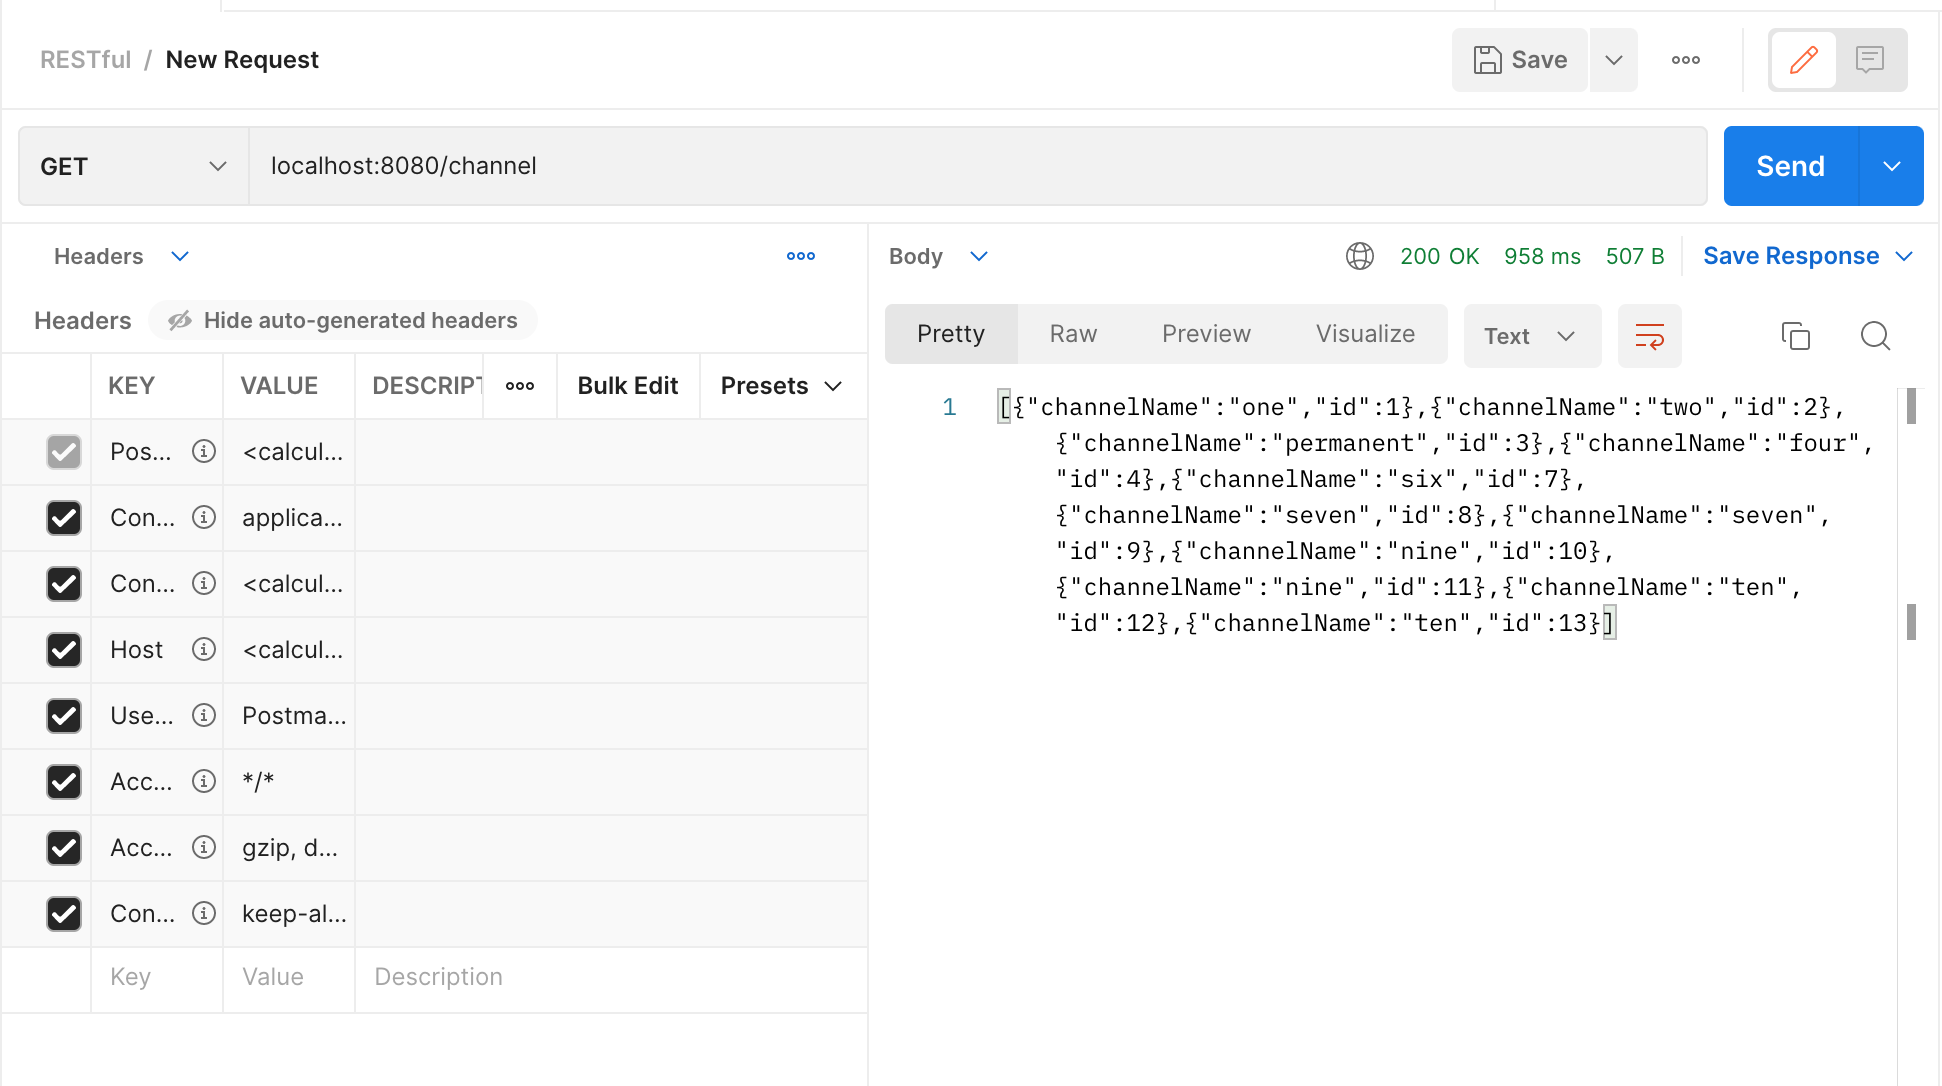 RESTful / New Request
Save
GET
localhost:8080/channel
Send
Headers
Body
200 OK 958 ms 507 B
Save Response
Headers
Hide auto-generated headers
Pretty Raw Preview Visualize
Text
KEY VALUE DESCRIPT
Bulk Edit
Presets
Pos... <calcul...
Con... applica...
Con... <calcul...
Host <calcul...
Use... Postma...
Acc... */*
Acc... gzip, d...
Con... keep-al...
Key Value Description
1 [{"channelName":"one","id":1},{"channelName":"two","id":2},
{"channelName":"permanent","id":3},{"channelName":"four",
"id":4},{"channelName":"six","id":7},
{"channelName":"seven","id":8},{"channelName":"seven",
"id":9},{"channelName":"nine","id":10},
{"channelName":"nine","id":11},{"channelName":"ten",
"id":12},{"channelName":"ten","id":13}]